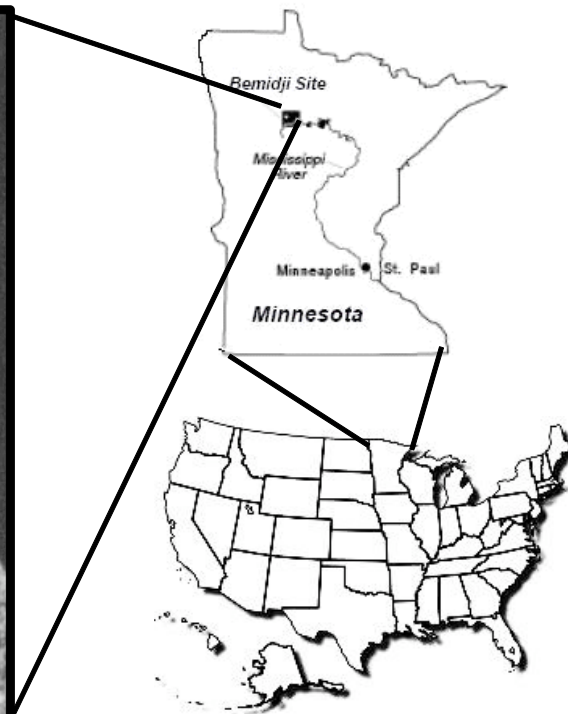 Bemidji Site
Mississippi
River
Minneapolis
St. Paul
Minnesota